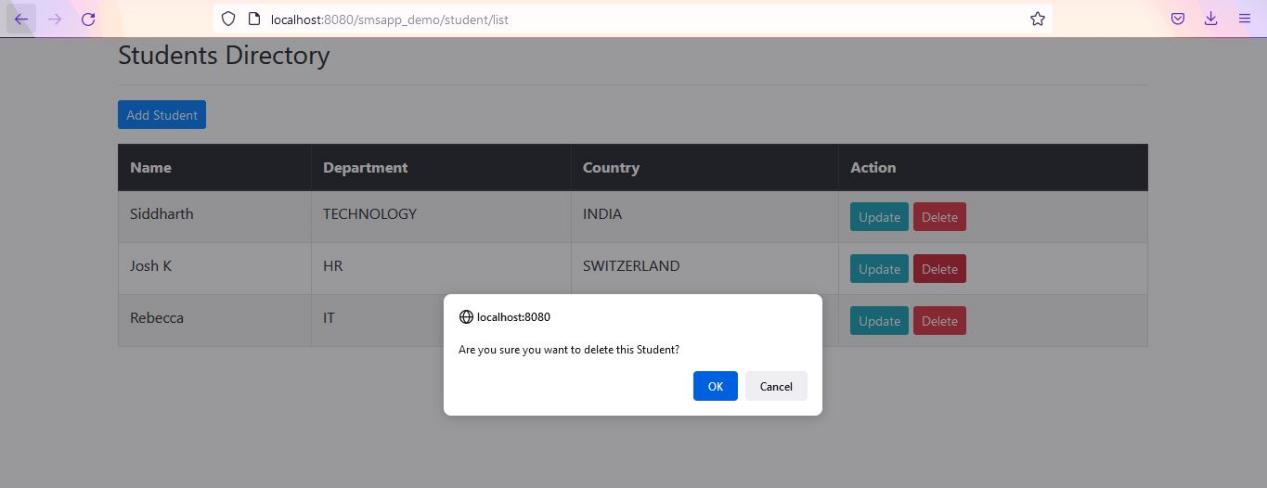 localhost:8080/smsapp_demo/student/list
Students Directory
Add Student
Name Department Country Action
Siddharth TECHNOLOGY INDIA Update Delete
Josh K HR SWITZERLAND Update Delete
Rebecca IT Update Delete
localhost:8080
Are you sure you want to delete this Student?
OK Cancel